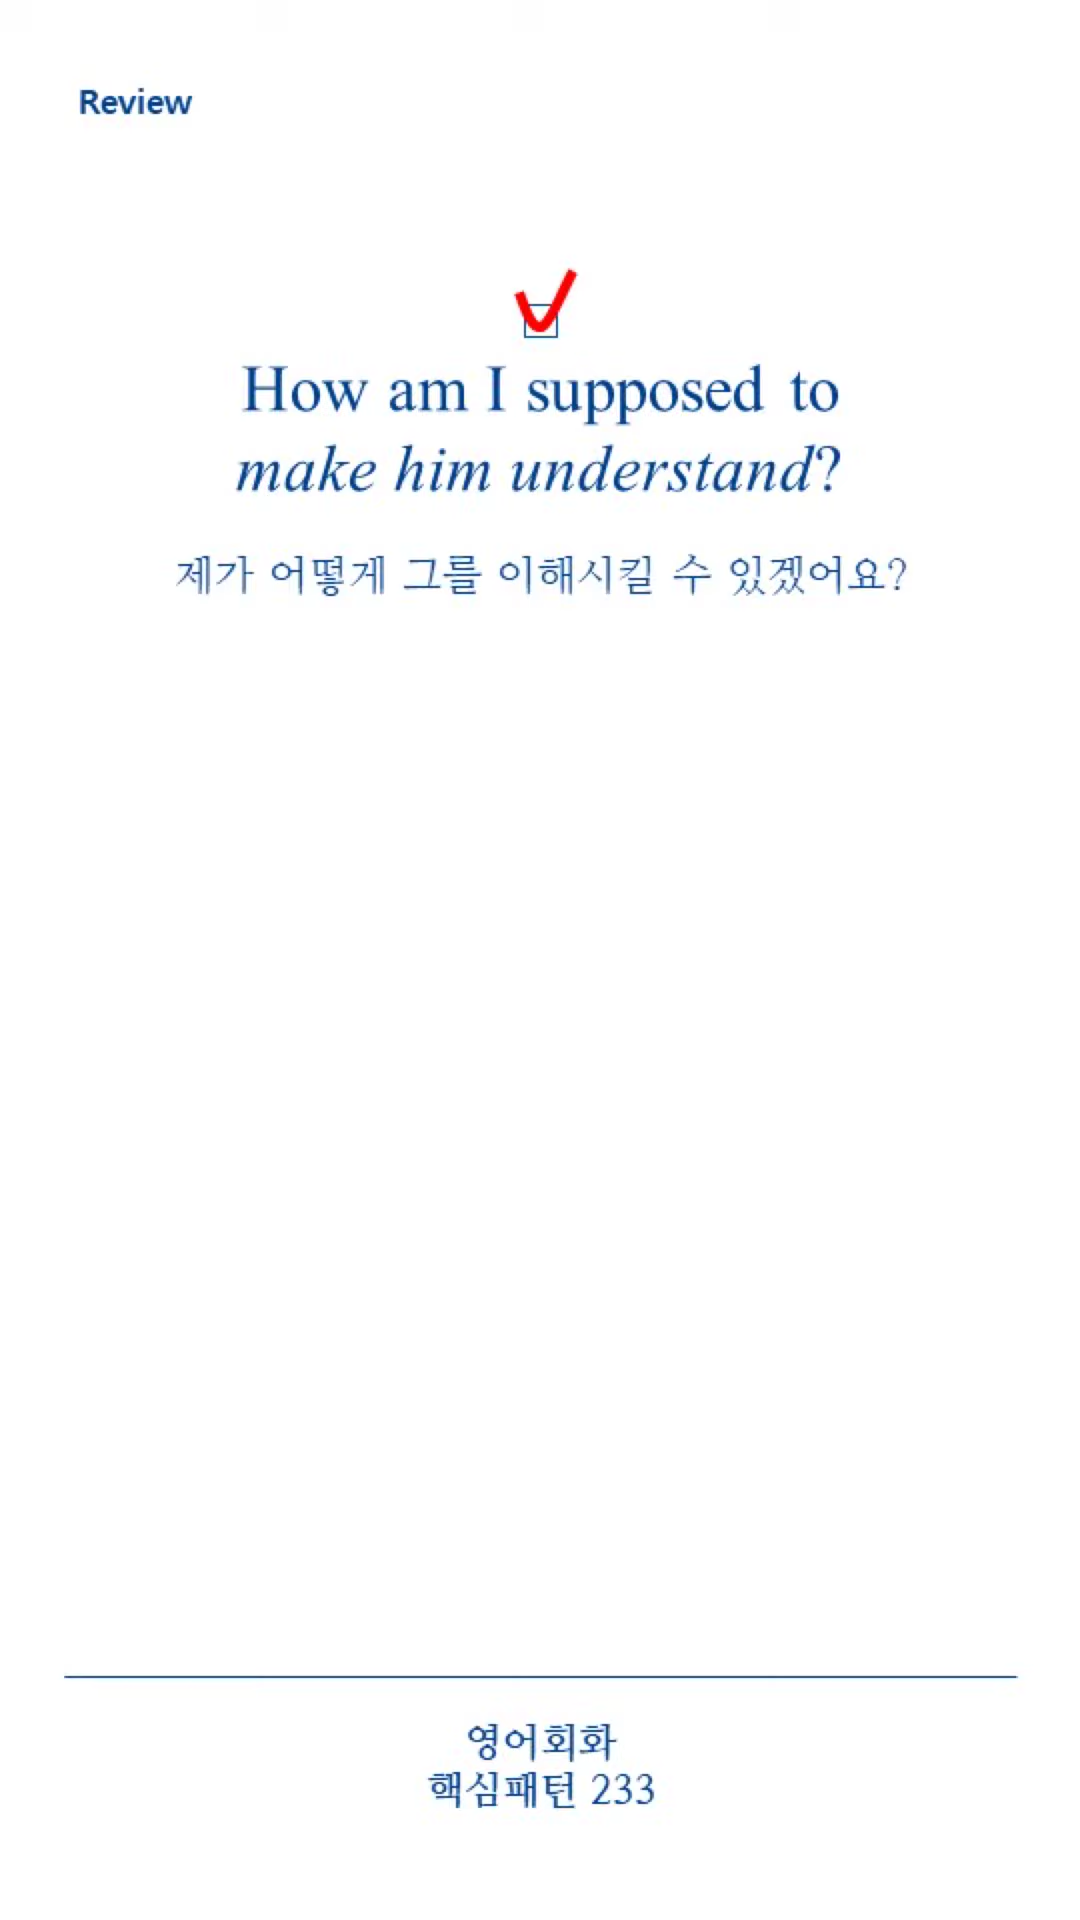 Review
How am I supposed to
make him understand?
제가 어떻게 그를 이해시킬 수 있겠어요?
영어회화
핵심패턴 233